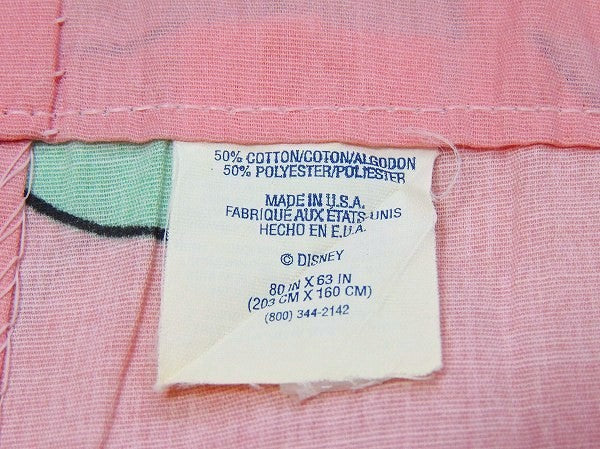 50% COTTON/COTON/ALGODON
50% POLYESTER/POLIESTER
MADE IN U.S.A.
FABRIQUÉ AUX ÉTATS-UNIS
HECHO EN E.U.A.
© DISNEY
80 IN X 63 IN
(203 CM X 160 CM)
(800) 344-2142